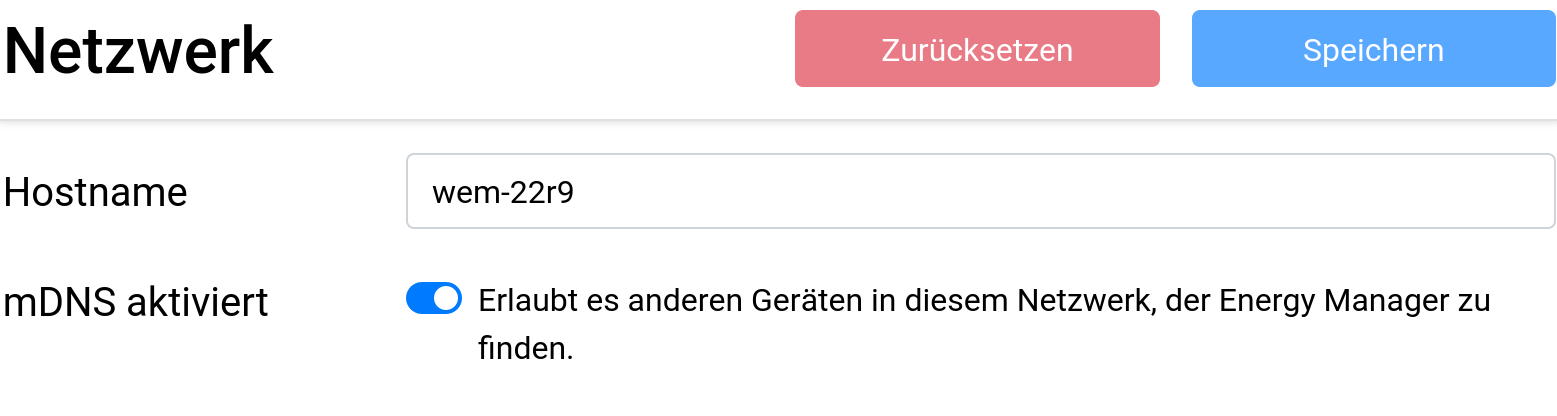 Netzwerk
Zurücksetzen
Speichern
Hostname
wem-22r9
mDNS aktiviert
Erlaubt es anderen Geräten in diesem Netzwerk, der Energy Manager zu
finden.